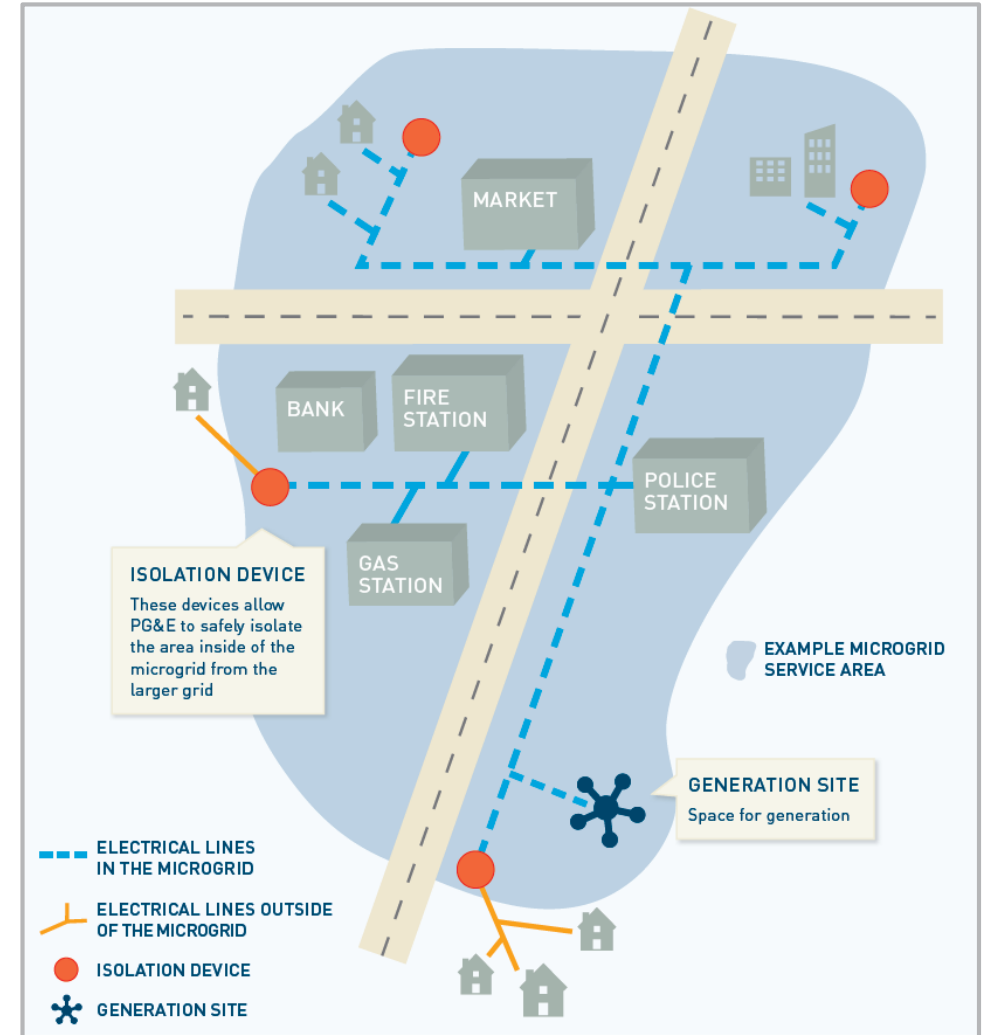 MARKET
BANK
FIRE
STATION
POLICE
STATION
GAS
STATION
ISOLATION DEVICE
These devices allow
PG&E to safely isolate
the area inside of the
microgrid from the
larger grid
EXAMPLE MICROGRID
SERVICE AREA
GENERATION SITE
Space for generation
ELECTRICAL LINES
IN THE MICROGRID
ELECTRICAL LINES OUTSIDE
OF THE MICROGRID
ISOLATION DEVICE
GENERATION SITE